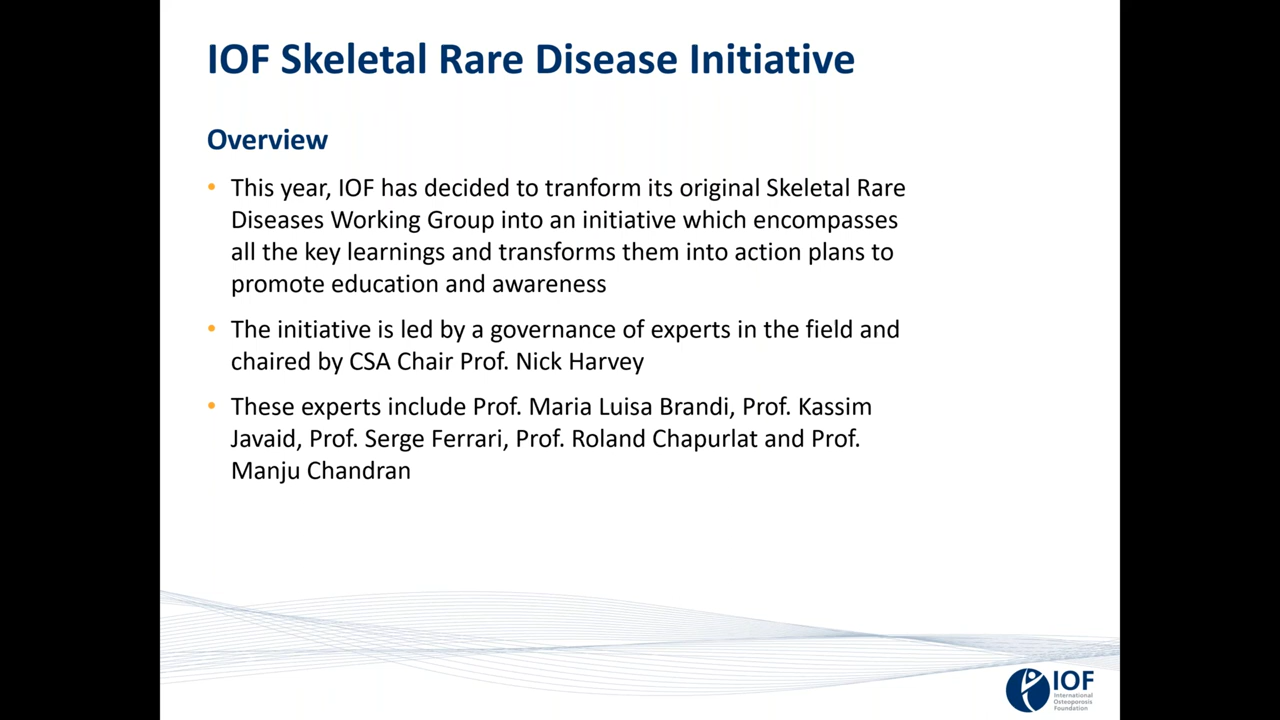 IOF Skeletal Rare Disease Initiative
Overview
• This year, IOF has decided to tranform its original Skeletal Rare
Diseases Working Group into an initiative which encompasses
all the key learnings and transforms them into action plans to
promote education and awareness
• The initiative is led by a governance of experts in the field and
chaired by CSA Chair Prof. Nick Harvey
• These experts include Prof. Maria Luisa Brandi, Prof. Kassim
Javaid, Prof. Serge Ferrari, Prof. Roland Chapurlat and Prof.
Manju Chandran
IOF
International
Osteoporosis
Foundation